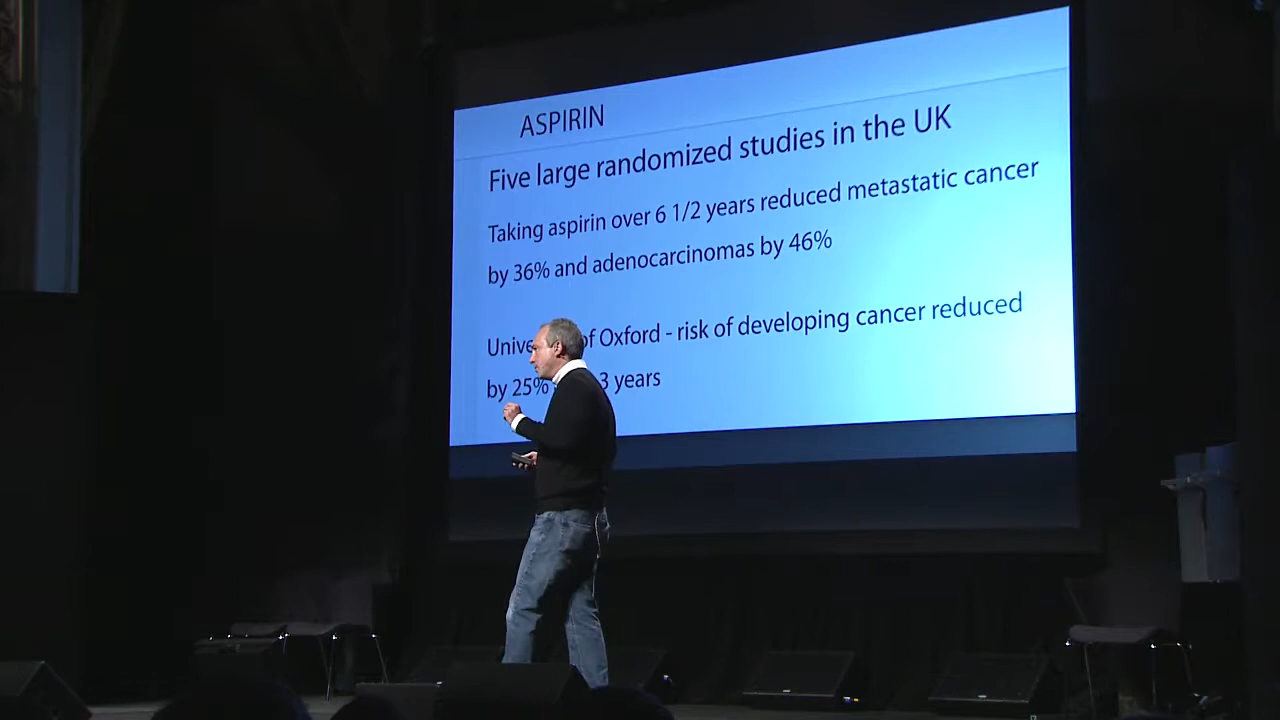 ASPIRIN
Five large randomized studies in the UK
Taking aspirin over 6 1/2 years reduced metastatic cancer
by 36% and adenocarcinomas by 46%
of Oxford - risk of developing cancer reduced
by 25% 3 years